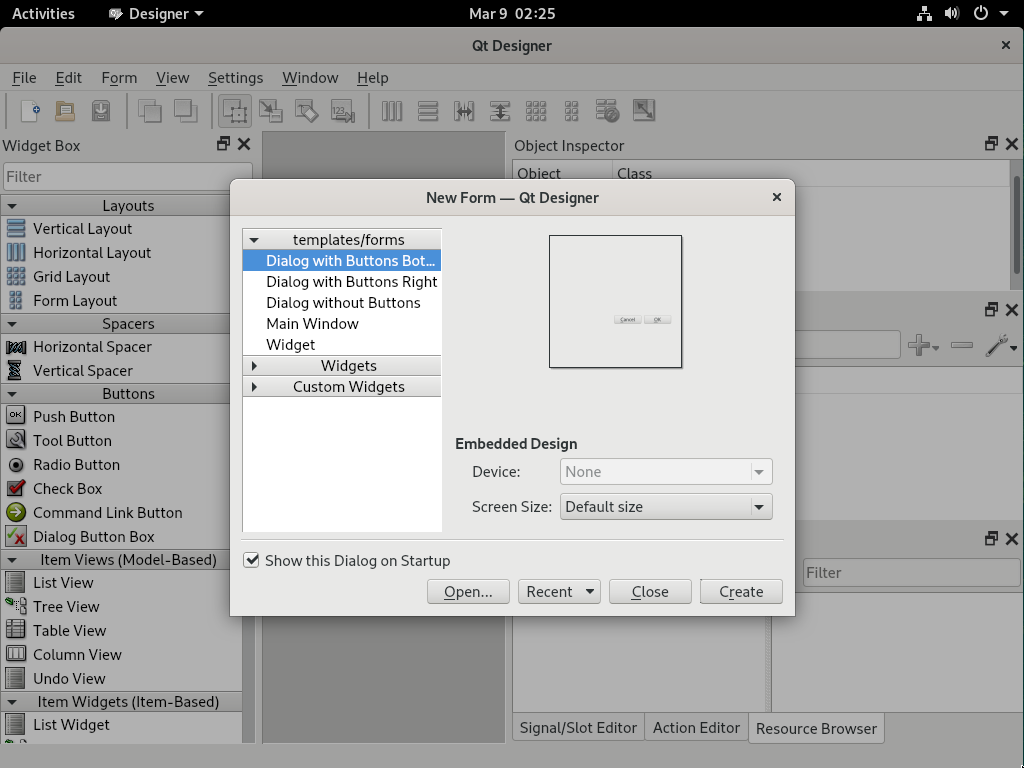 Activities Designer Mar 9 02:25
Qt Designer
File Edit Form View Settings Window Help
123
Widget Box
Object Inspector
Filter
Object Class
Layouts
Vertical Layout
Horizontal Layout
Grid Layout
Form Layout
Spacers
Horizontal Spacer
Vertical Spacer
Buttons
OK Push Button
Tool Button
Radio Button
Check Box
Command Link Button
Dialog Button Box
Item Views (Model-Based)
List View
Tree View
Table View
Column View
Undo View
Item Widgets (Item-Based)
List Widget
New Form — Qt Designer
templates/forms
Dialog with Buttons Bot...
Dialog with Buttons Right
Dialog without Buttons
Main Window
Widget
Widgets
Custom Widgets
Cancel OK
Embedded Design
Device: None
Screen Size: Default size
Show this Dialog on Startup
Open... Recent Close Create
Filter
Signal/Slot Editor Action Editor Resource Browser